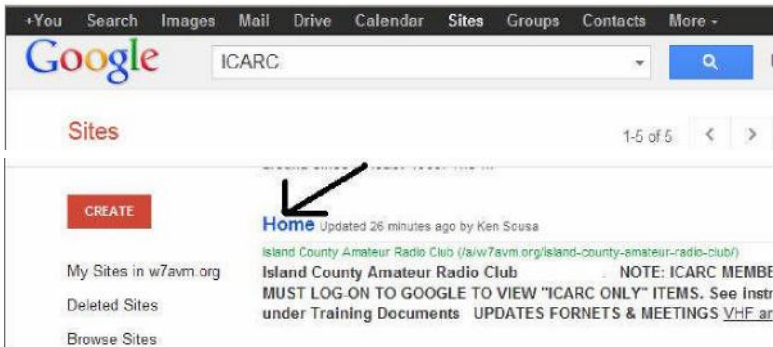 +You Search Images Mail Drive Calendar Sites Groups Contacts More
Google ICARC
Sites 1-5 of 5 < >
CREATE
Home Updated 26 minutes ago by Ken Sousa
Island County Amateur Radio Club (/a/w7avm.org/island-county-amateur-radio-club/)
My Sites in w7avm.org
Island County Amateur Radio Club NOTE: ICARC MEMBE
MUST LOG-ON TO GOOGLE TO VIEW "ICARC ONLY" ITEMS. See instr
Deleted Sites
under Training Documents UPDATES FORNETS & MEETINGS VHF ar
Browse Sites